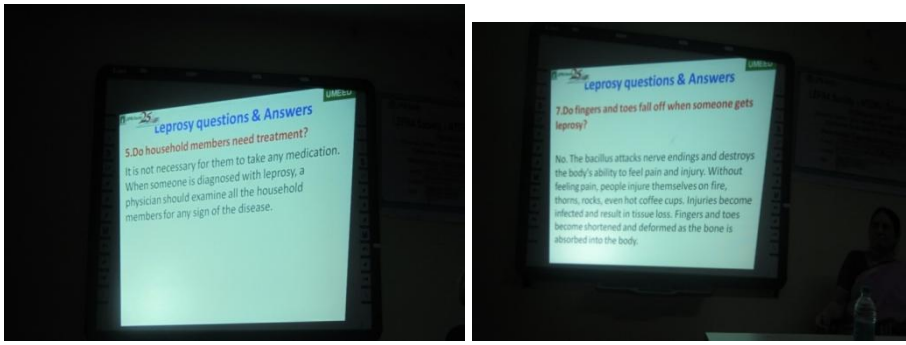 UMEED
25
Leprosy questions & Answers
5.Do household members need treatment?
It is not necessary for them to take any medication.
When someone is diagnosed with leprosy, a
physician should examine all the household
members for any sign of the disease.
UMEED
25
Leprosy questions & Answers
7.Do fingers and toes fall off when someone gets
leprosy?
No. The bacillus attacks nerve endings and destroys
the body's ability to feel pain and injury. Without
feeling pain, people injure themselves on fire,
thorns, rocks, even hot coffee cups. Injuries become
infected and result in tissue loss. Fingers and toes
become shortened and deformed as the bone is
absorbed into the body.